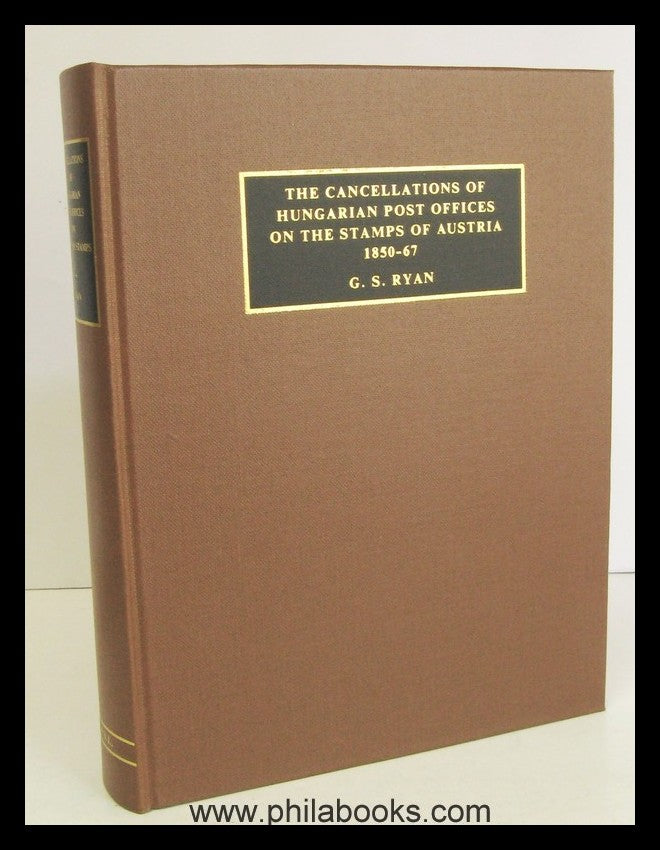 THE CANCELLATIONS OF
HUNGARIAN POST OFFICES
ON THE STAMPS OF AUSTRIA
1850-67
G. S. RYAN
www.philabooks.com